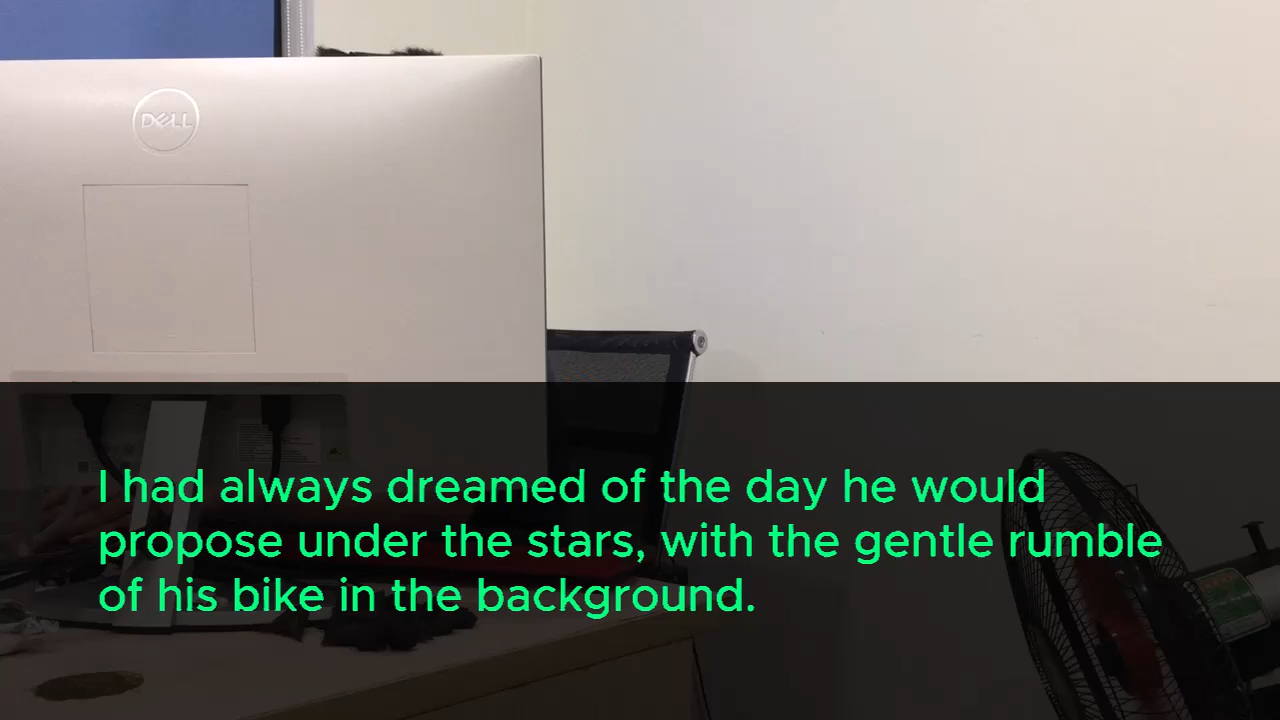 DELL
I had always dreamed of the day he would
propose under the stars, with the gentle rumble
of his bike in the background.